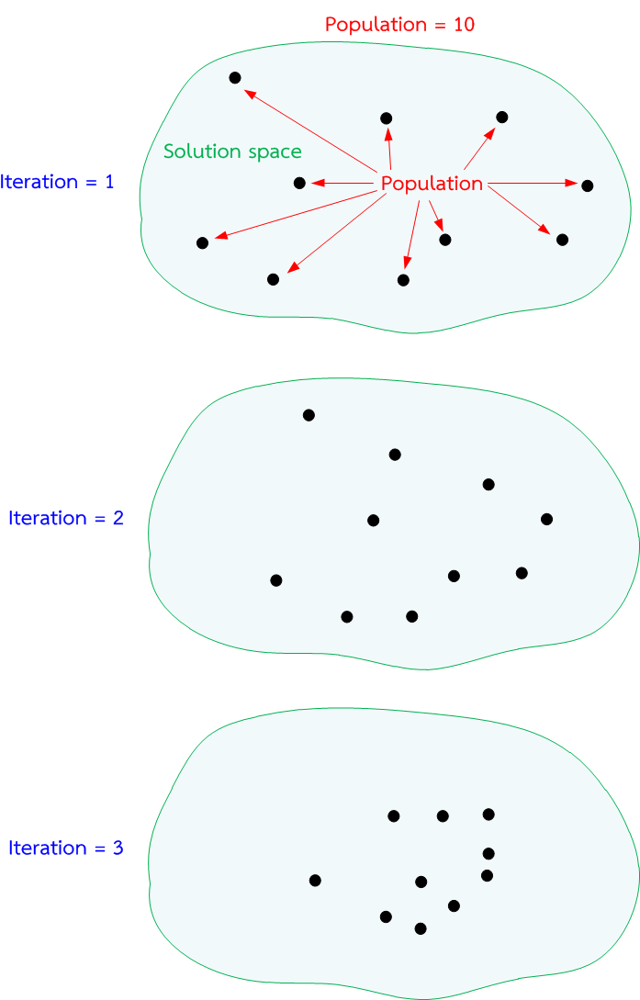 Population = 10
Solution space
Iteration = 1
Population
Iteration = 2
Iteration = 3